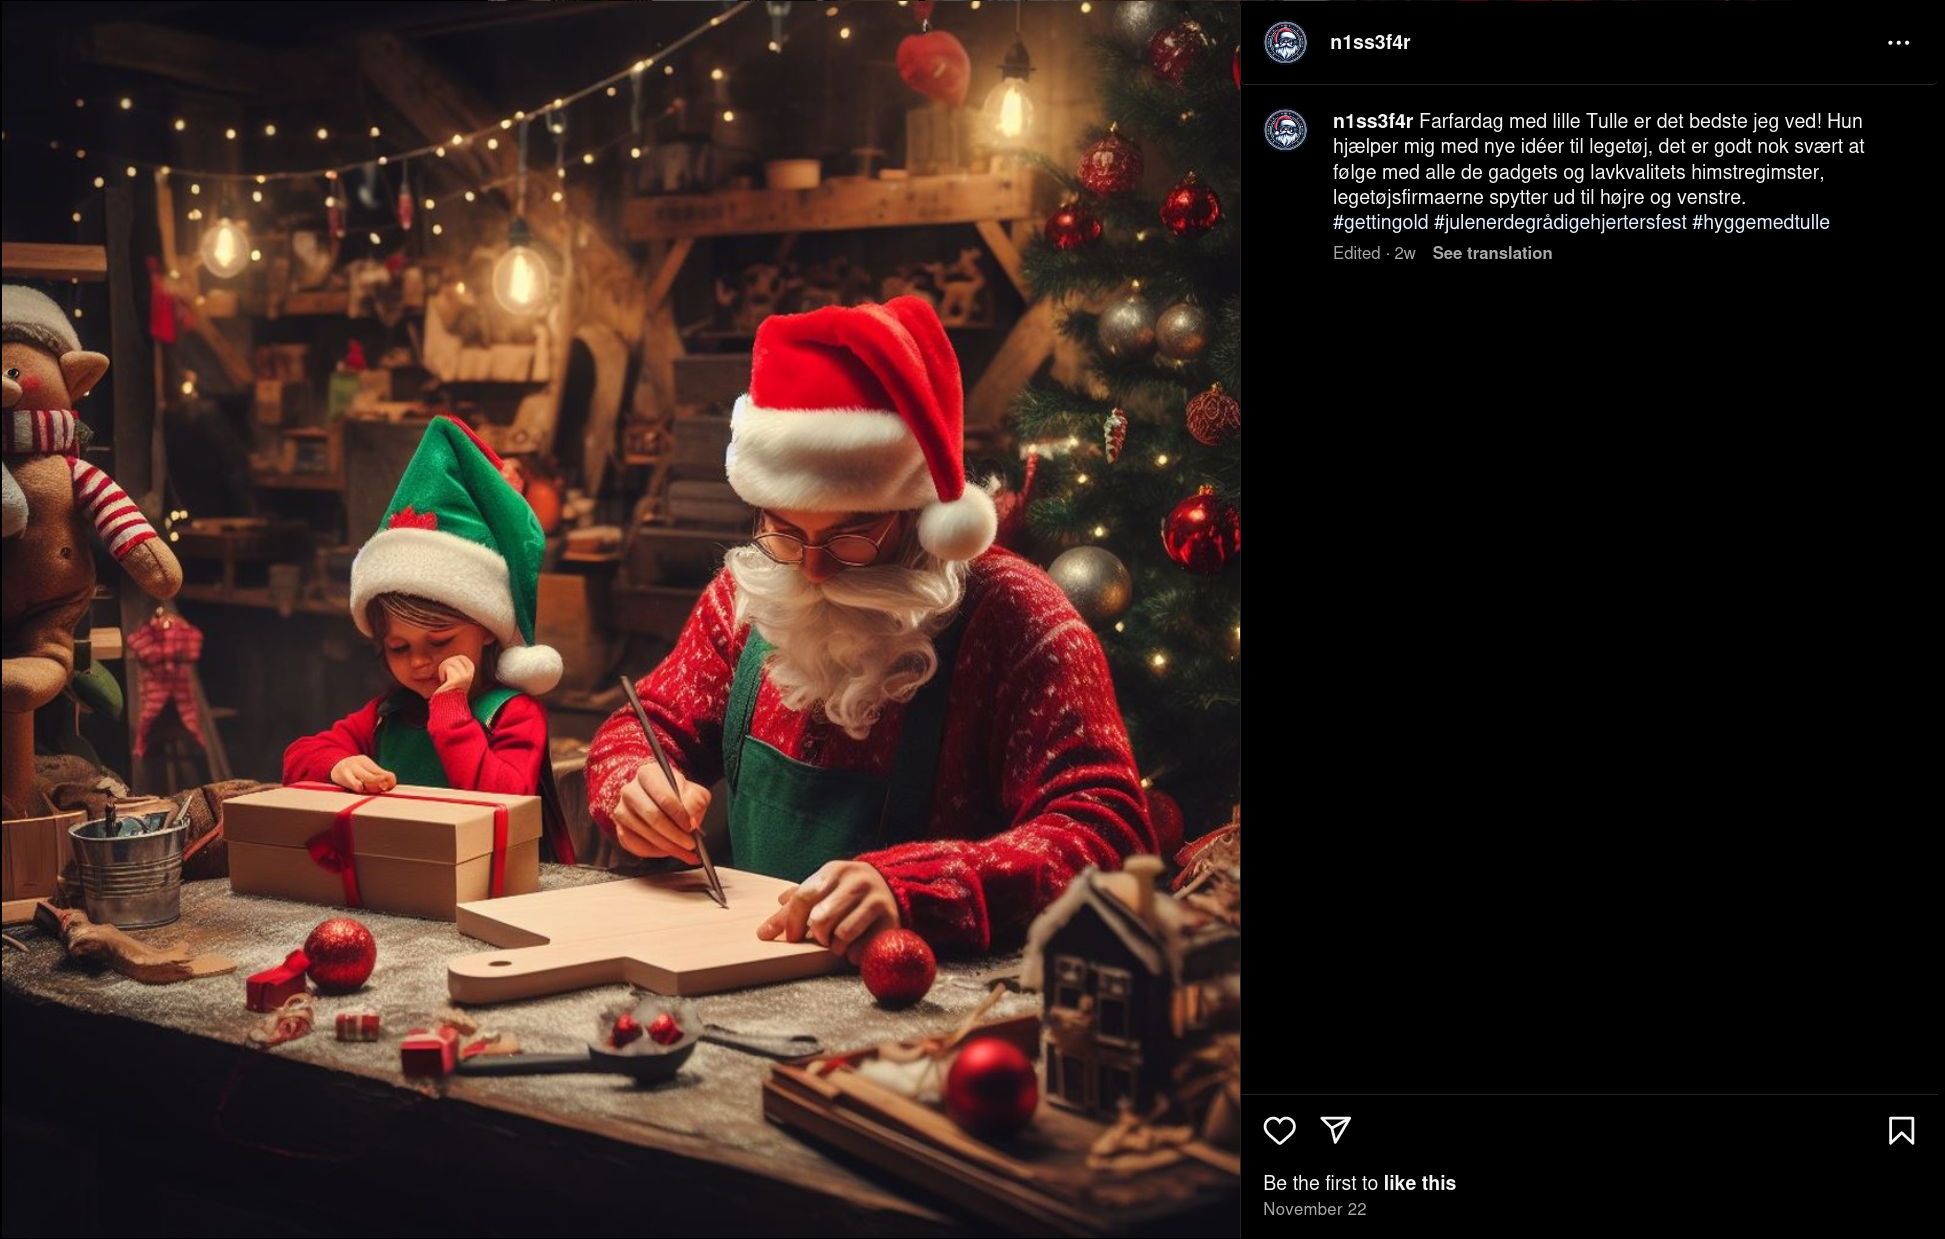 n1ss3f4r
n1ss3f4r Farfardag med lille Tulle er det bedste jeg ved! Hun
hjælper mig med nye idéer til legetøj, det er godt nok svært at
følge med alle de gadgets og lavkvalitets himstregimster,
legetøjsfirmaerne spytter ud til højre og venstre.
#gettingold #julenerdegrådigehjertersfest #hyggemedtulle
Edited · 2w See translation
Be the first to like this
November 22